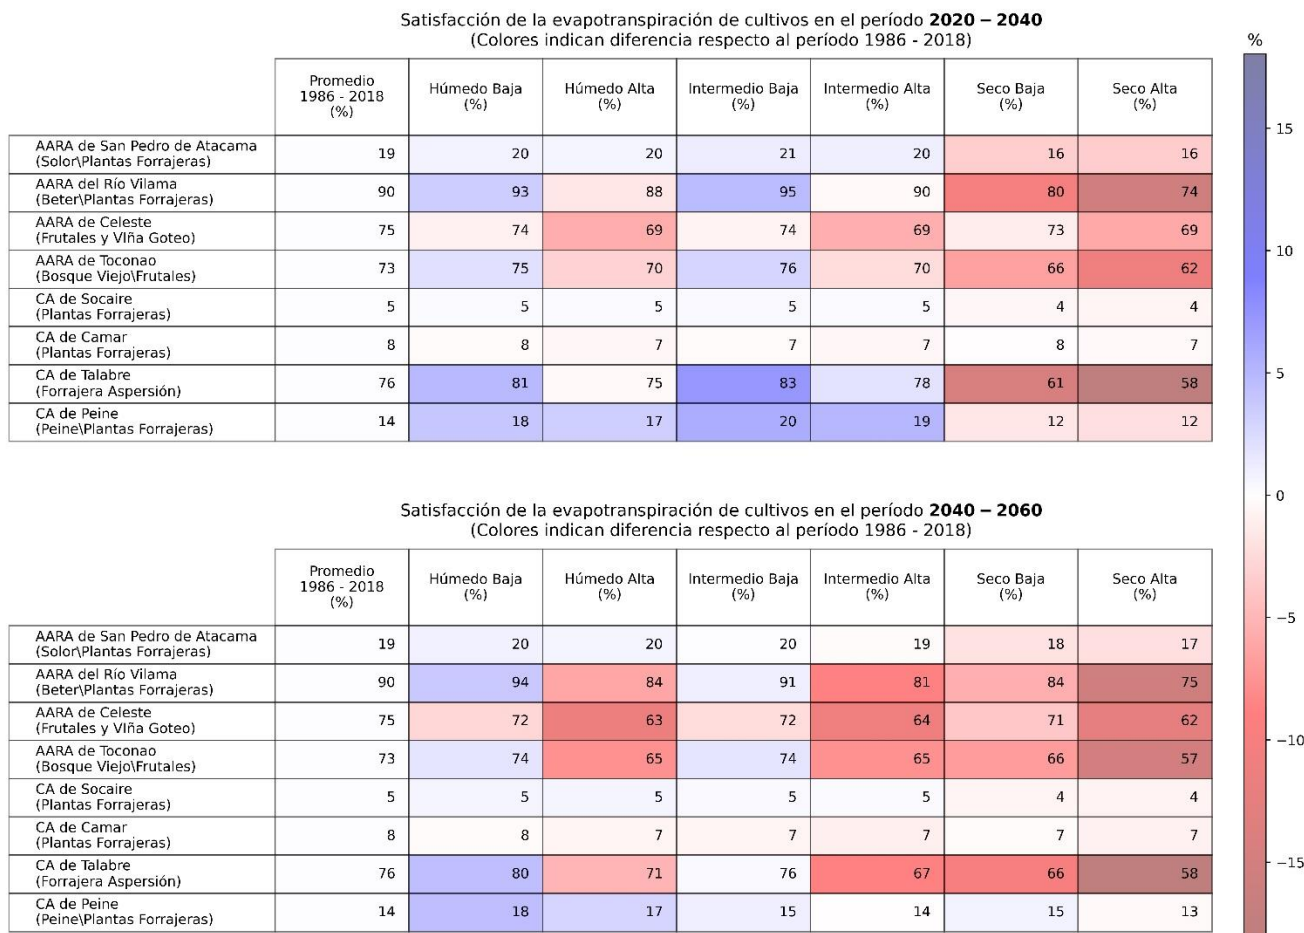 Satisfacción de la evapotranspiración de cultivos en el período 2020 – 2040
(Colores indican diferencia respecto al período 1986 - 2018)
%
Promedio
1986 - 2018
(%)
Húmedo Baja
(%)
Húmedo Alta
(%)
Intermedio Baja
(%)
Intermedio Alta
(%)
Seco Baja
(%)
Seco Alta
(%)
AARA de San Pedro de Atacama
(Solor\Plantas Forrajeras)
19 20 20 21 20 16 16
AARA del Río Vilama
(Beter\Plantas Forrajeras)
90 93 88 95 90 80 74
AARA de Celeste
(Frutales y VIña Goteo)
75 74 69 74 69 73 69
AARA de Toconao
(Bosque Viejo\Frutales)
73 75 70 76 70 66 62
CA de Socaire
(Plantas Forrajeras)
5 5 5 5 5 4 4
CA de Camar
(Plantas Forrajeras)
8 8 7 7 7 8 7
CA de Talabre
(Forrajera Aspersión)
76 81 75 83 78 61 58
CA de Peine
(Peine\Plantas Forrajeras)
14 18 17 20 19 12 12
Satisfacción de la evapotranspiración de cultivos en el período 2040 – 2060
(Colores indican diferencia respecto al período 1986 - 2018)
Promedio
1986 - 2018
(%)
Húmedo Baja
(%)
Húmedo Alta
(%)
Intermedio Baja
(%)
Intermedio Alta
(%)
Seco Baja
(%)
Seco Alta
(%)
AARA de San Pedro de Atacama
(Solor\Plantas Forrajeras)
19 20 20 20 19 18 17
AARA del Río Vilama
(Beter\Plantas Forrajeras)
90 94 84 91 81 84 75
AARA de Celeste
(Frutales y VIña Goteo)
75 72 63 72 64 71 62
AARA de Toconao
(Bosque Viejo\Frutales)
73 74 65 74 65 66 57
CA de Socaire
(Plantas Forrajeras)
5 5 5 5 5 4 4
CA de Camar
(Plantas Forrajeras)
8 8 7 7 7 7 7
CA de Talabre
(Forrajera Aspersión)
76 80 71 76 67 66 58
CA de Peine
(Peine\Plantas Forrajeras)
14 18 17 15 14 15 13
15
10
5
0
−5
−10
−15